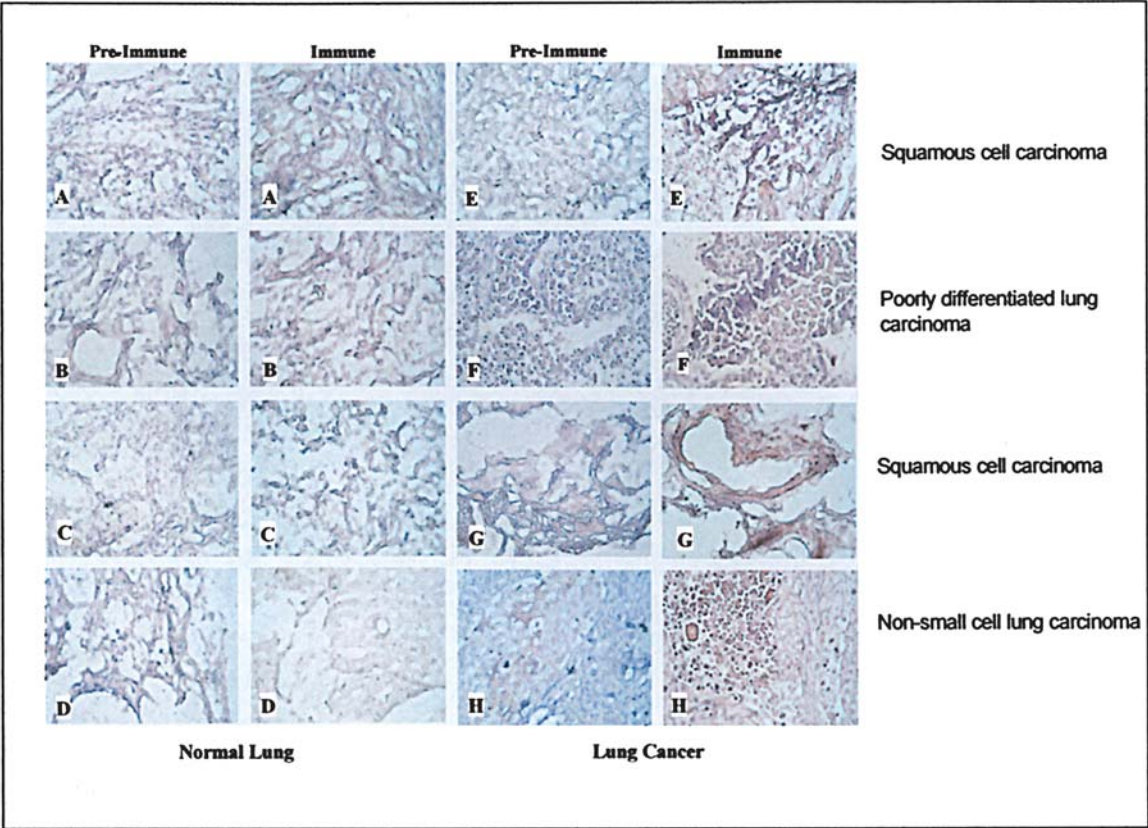 Pre-Immune Immune Pre-Immune Immune
A A E E Squamous cell carcinoma
B B F F Poorly differentiated lung
carcinoma
C C G G Squamous cell carcinoma
D D H H Non-small cell lung carcinoma
Normal Lung Lung Cancer